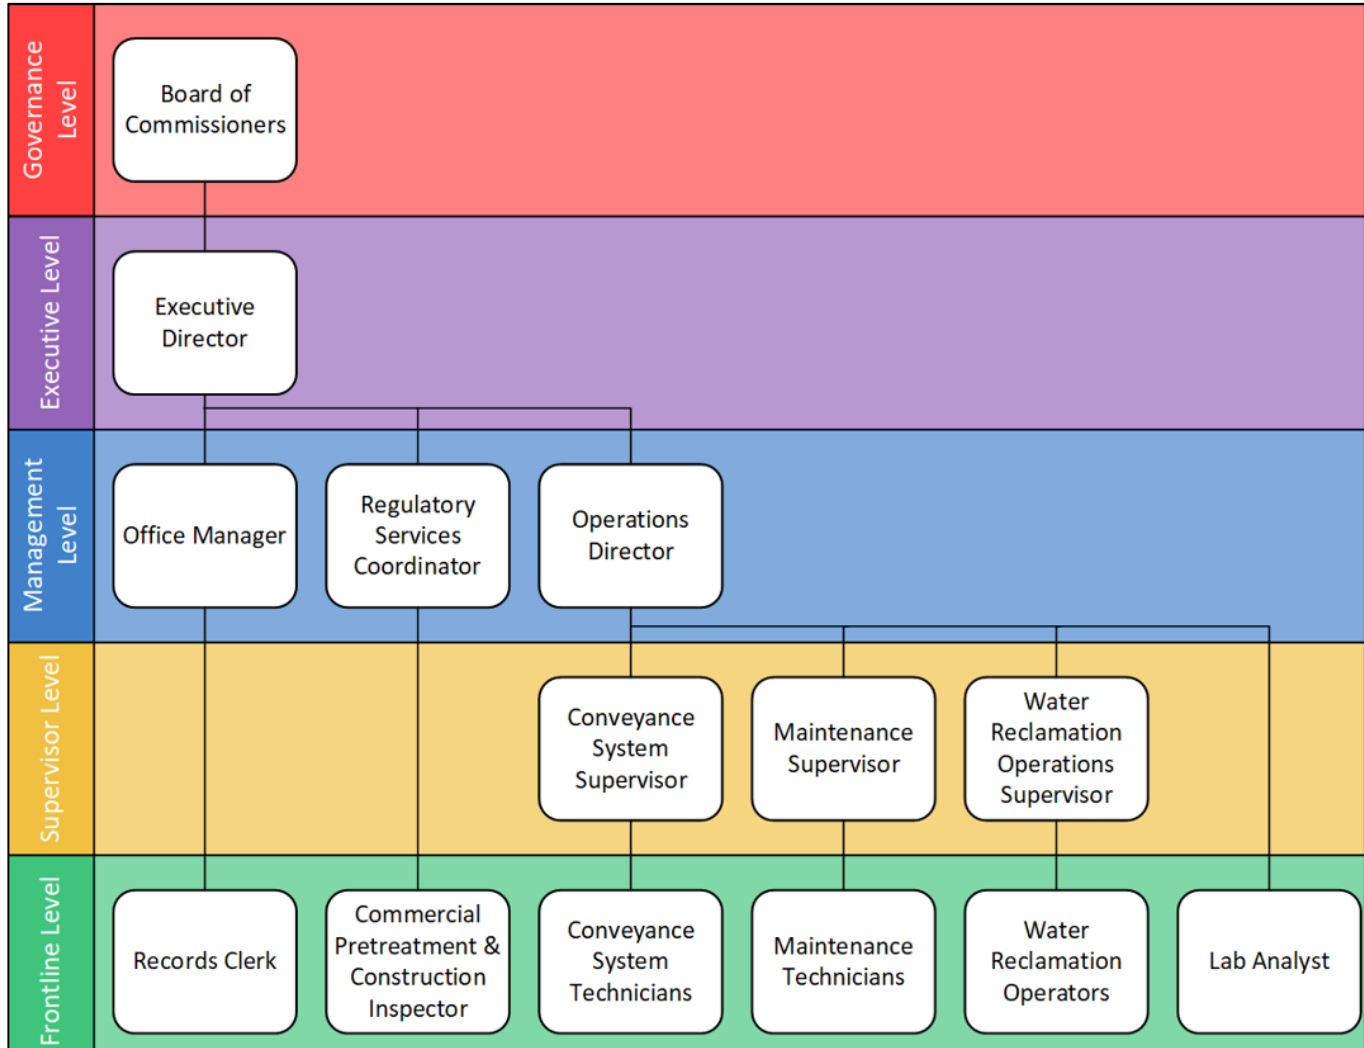 Governance
Level
Board of
Commissioners
Executive Level
Executive
Director
Management
Level
Office Manager
Regulatory
Services
Coordinator
Operations
Director
Supervisor Level
Conveyance
System
Supervisor
Maintenance
Supervisor
Water
Reclamation
Operations
Supervisor
Frontline Level
Records Clerk
Commercial
Pretreatment &
Construction
Inspector
Conveyance
System
Technicians
Maintenance
Technicians
Water
Reclamation
Operators
Lab Analyst